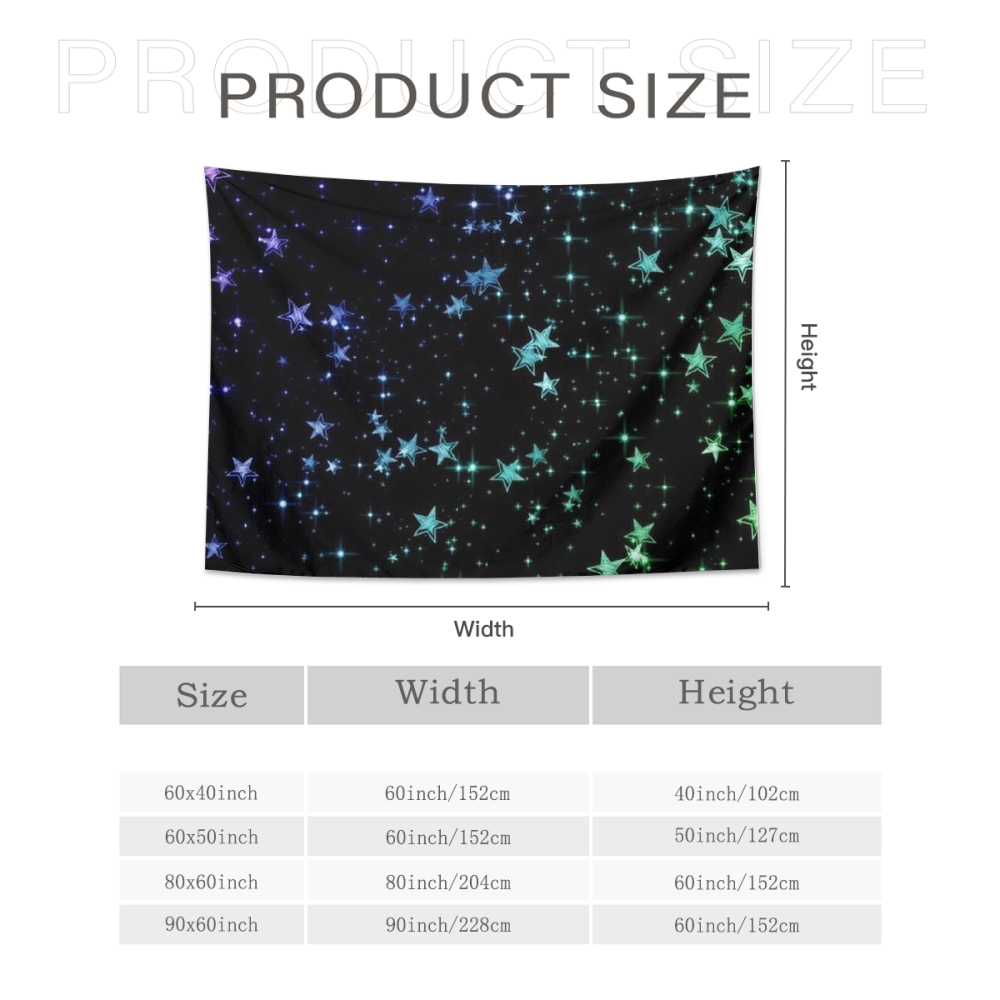 PRODUCT SIZE
PRODUCT SIZE
Height
Width
Size Width Height
60x40inch 60inch/152cm 40inch/102cm
60x50inch 60inch/152cm 50inch/127cm
80x60inch 80inch/204cm 60inch/152cm
90x60inch 90inch/228cm 60inch/152cm